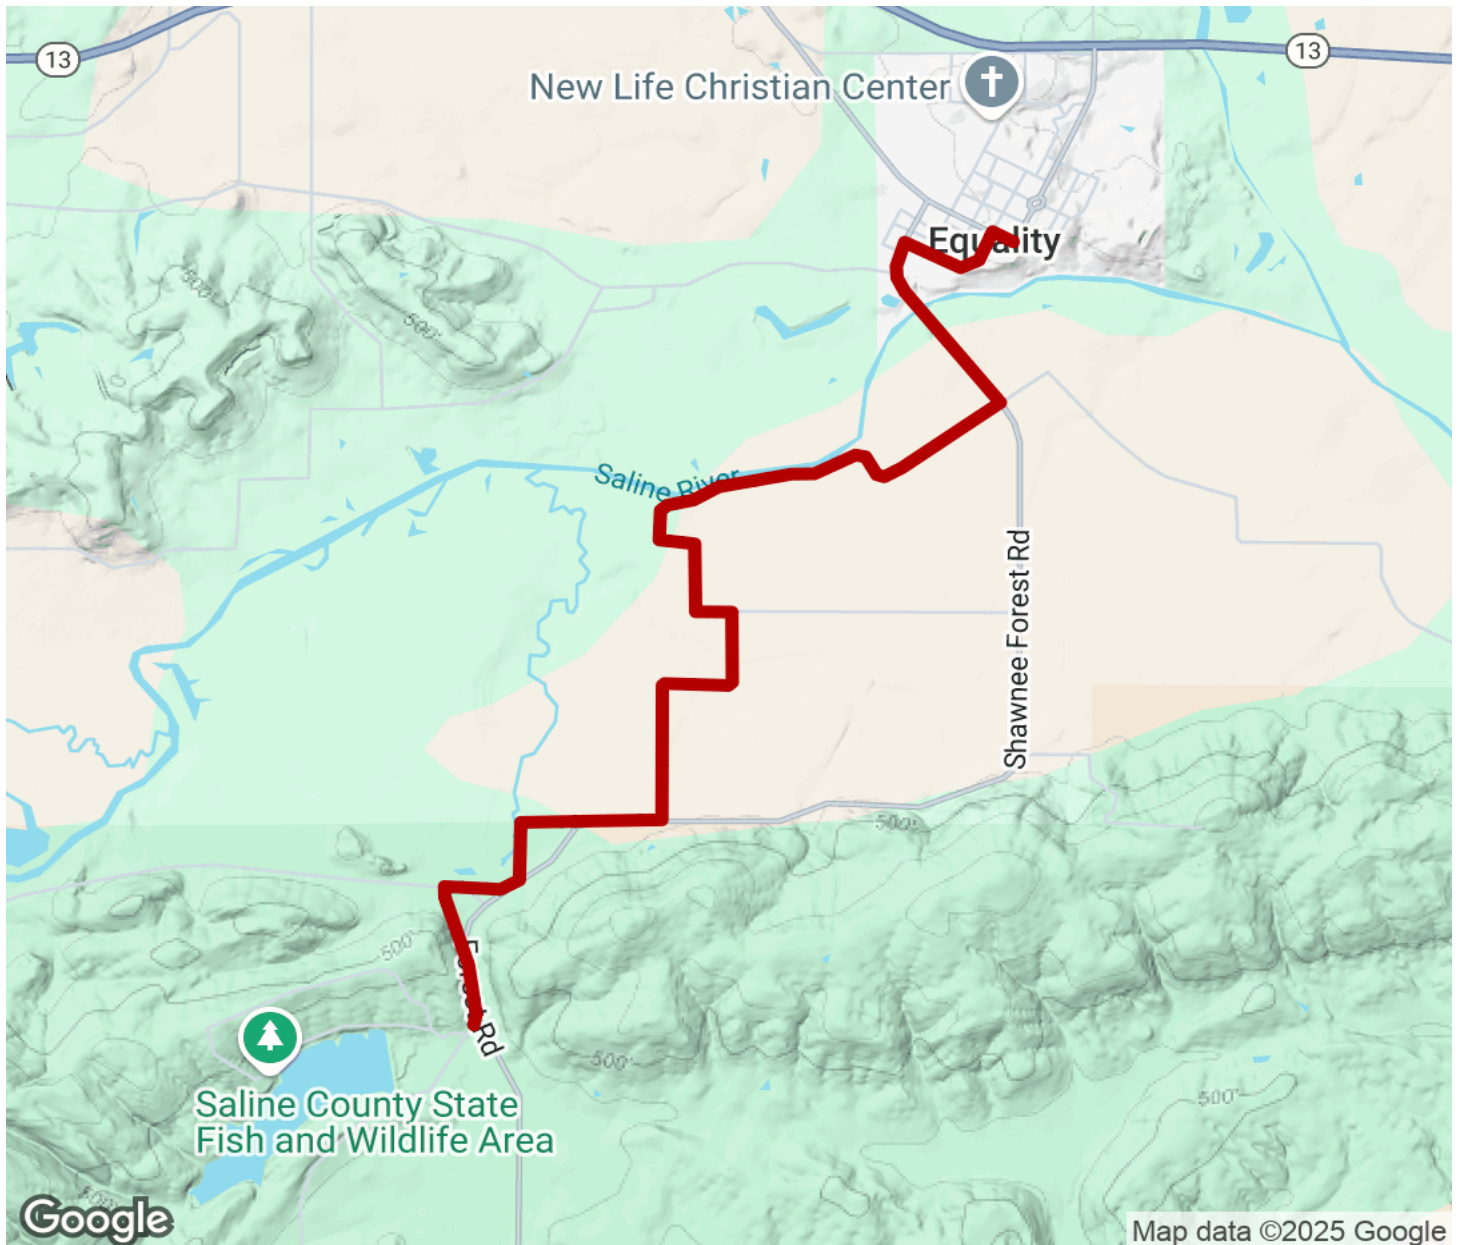 13
13
New Life Christian Center
Equality
500'
500'
Saline River
Shawnee Forest Rd
500'
500'
Forest Rd
500'
500'
Saline County State
Fish and Wildlife Area
500'
Google
Map data ©2025 Google